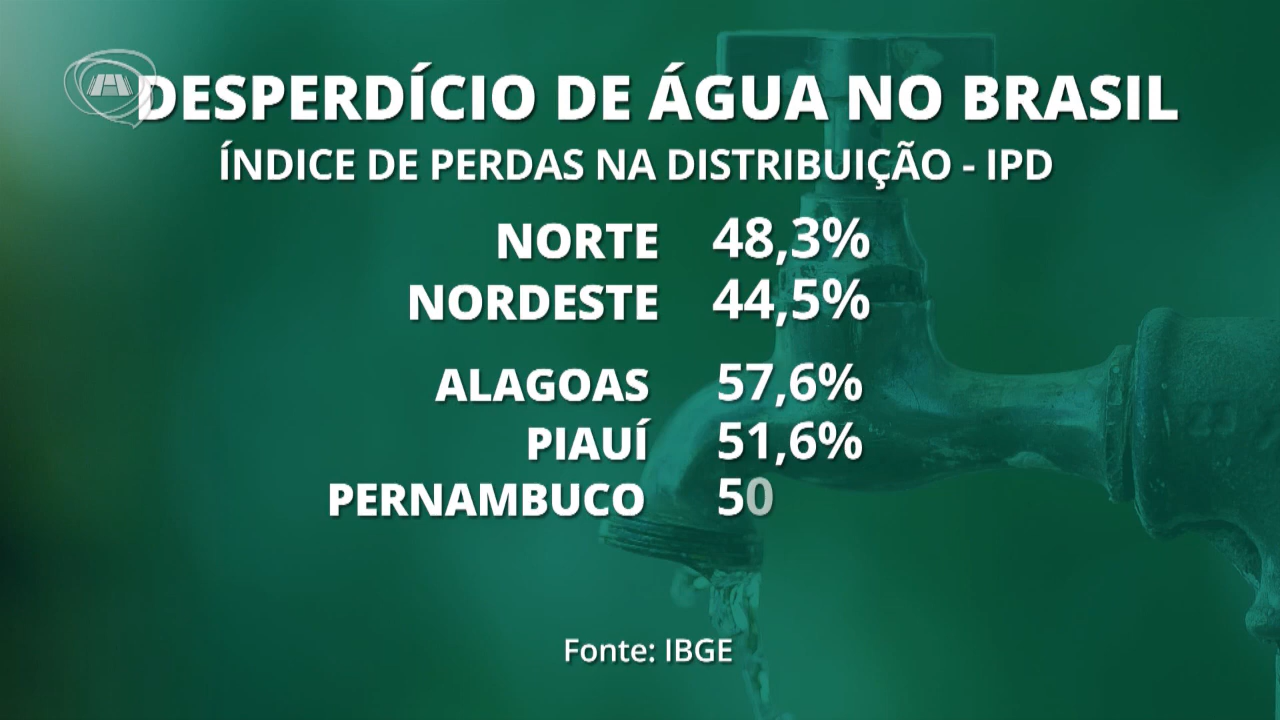 DESPERDÍCIO DE ÁGUA NO BRASIL
ÍNDICE DE PERDAS NA DISTRIBUIÇÃO - IPD
NORTE 48,3%
NORDESTE 44,5%
ALAGOAS 57,6%
PIAUÍ 51,6%
PERNAMBUCO 50
Fonte: IBGE